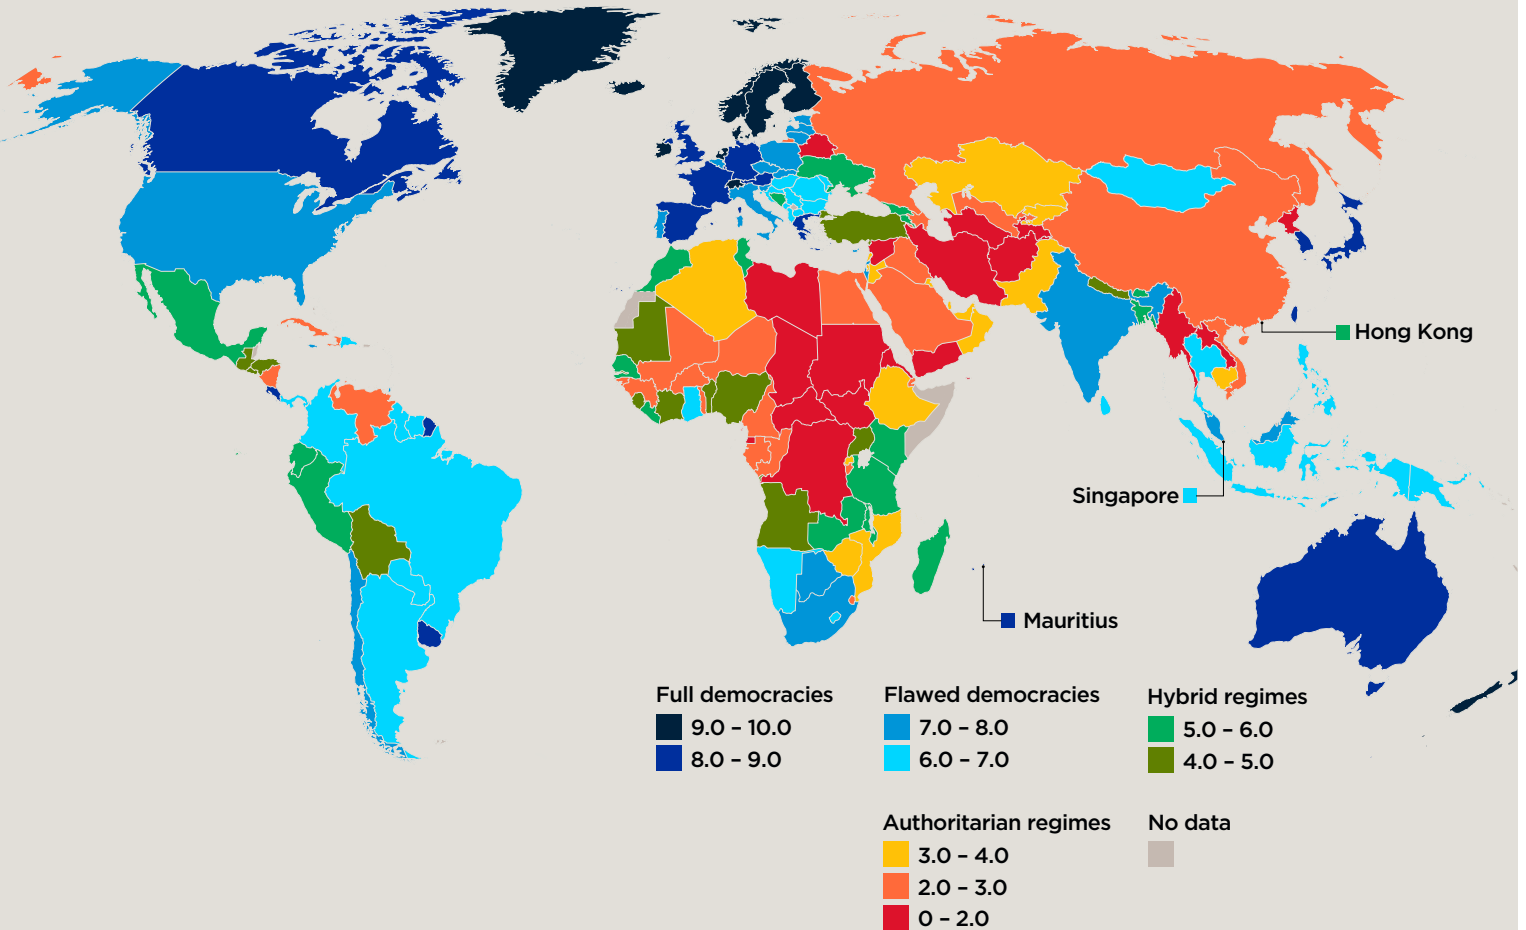 Hong Kong
Singapore
Mauritius
Full democracies
9.0 – 10.0
8.0 – 9.0
Flawed democracies
7.0 – 8.0
6.0 – 7.0
Hybrid regimes
5.0 – 6.0
4.0 – 5.0
Authoritarian regimes
3.0 – 4.0
2.0 – 3.0
0 – 2.0
No data